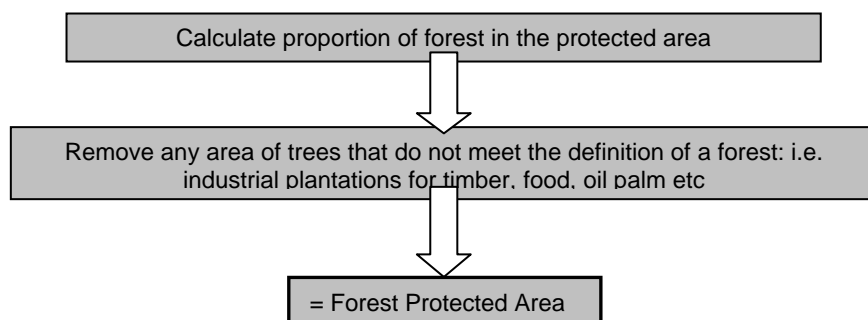 Calculate proportion of forest in the protected area
Remove any area of trees that do not meet the definition of a forest: i.e.
industrial plantations for timber, food, oil palm etc
= Forest Protected Area